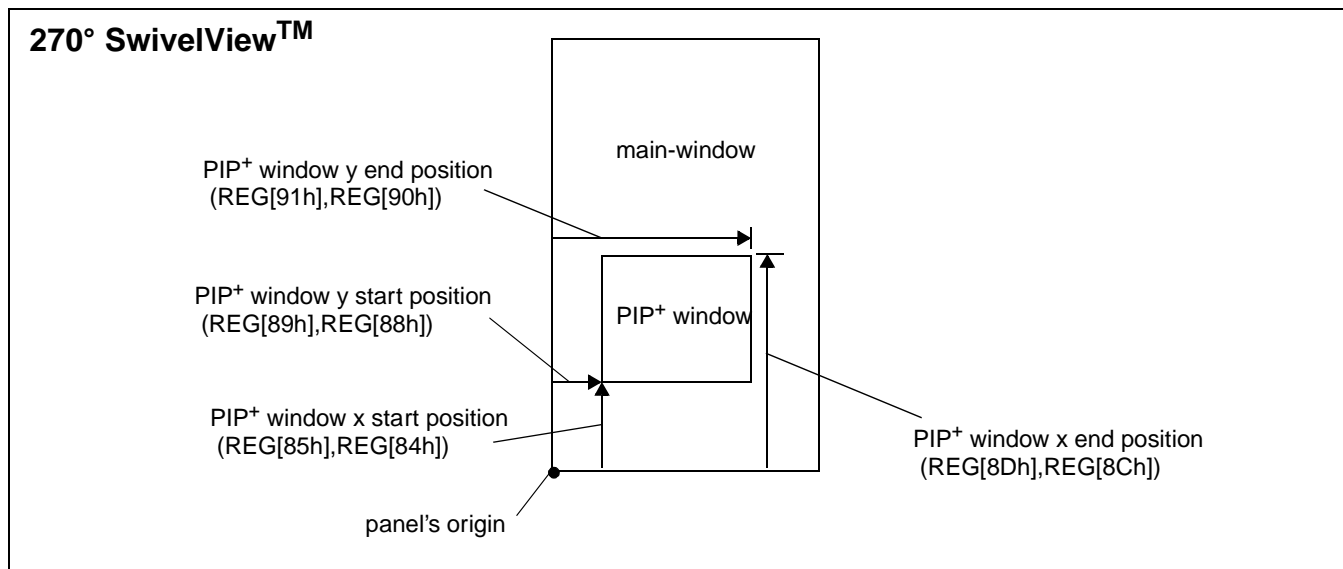 270° SwivelView™
main-window
PIP+ window y end position
(REG[91h],REG[90h])
PIP+ window y start position
(REG[89h],REG[88h])
PIP+ window
PIP+ window x start position
(REG[85h],REG[84h])
PIP+ window x end position
(REG[8Dh],REG[8Ch])
panel’s origin